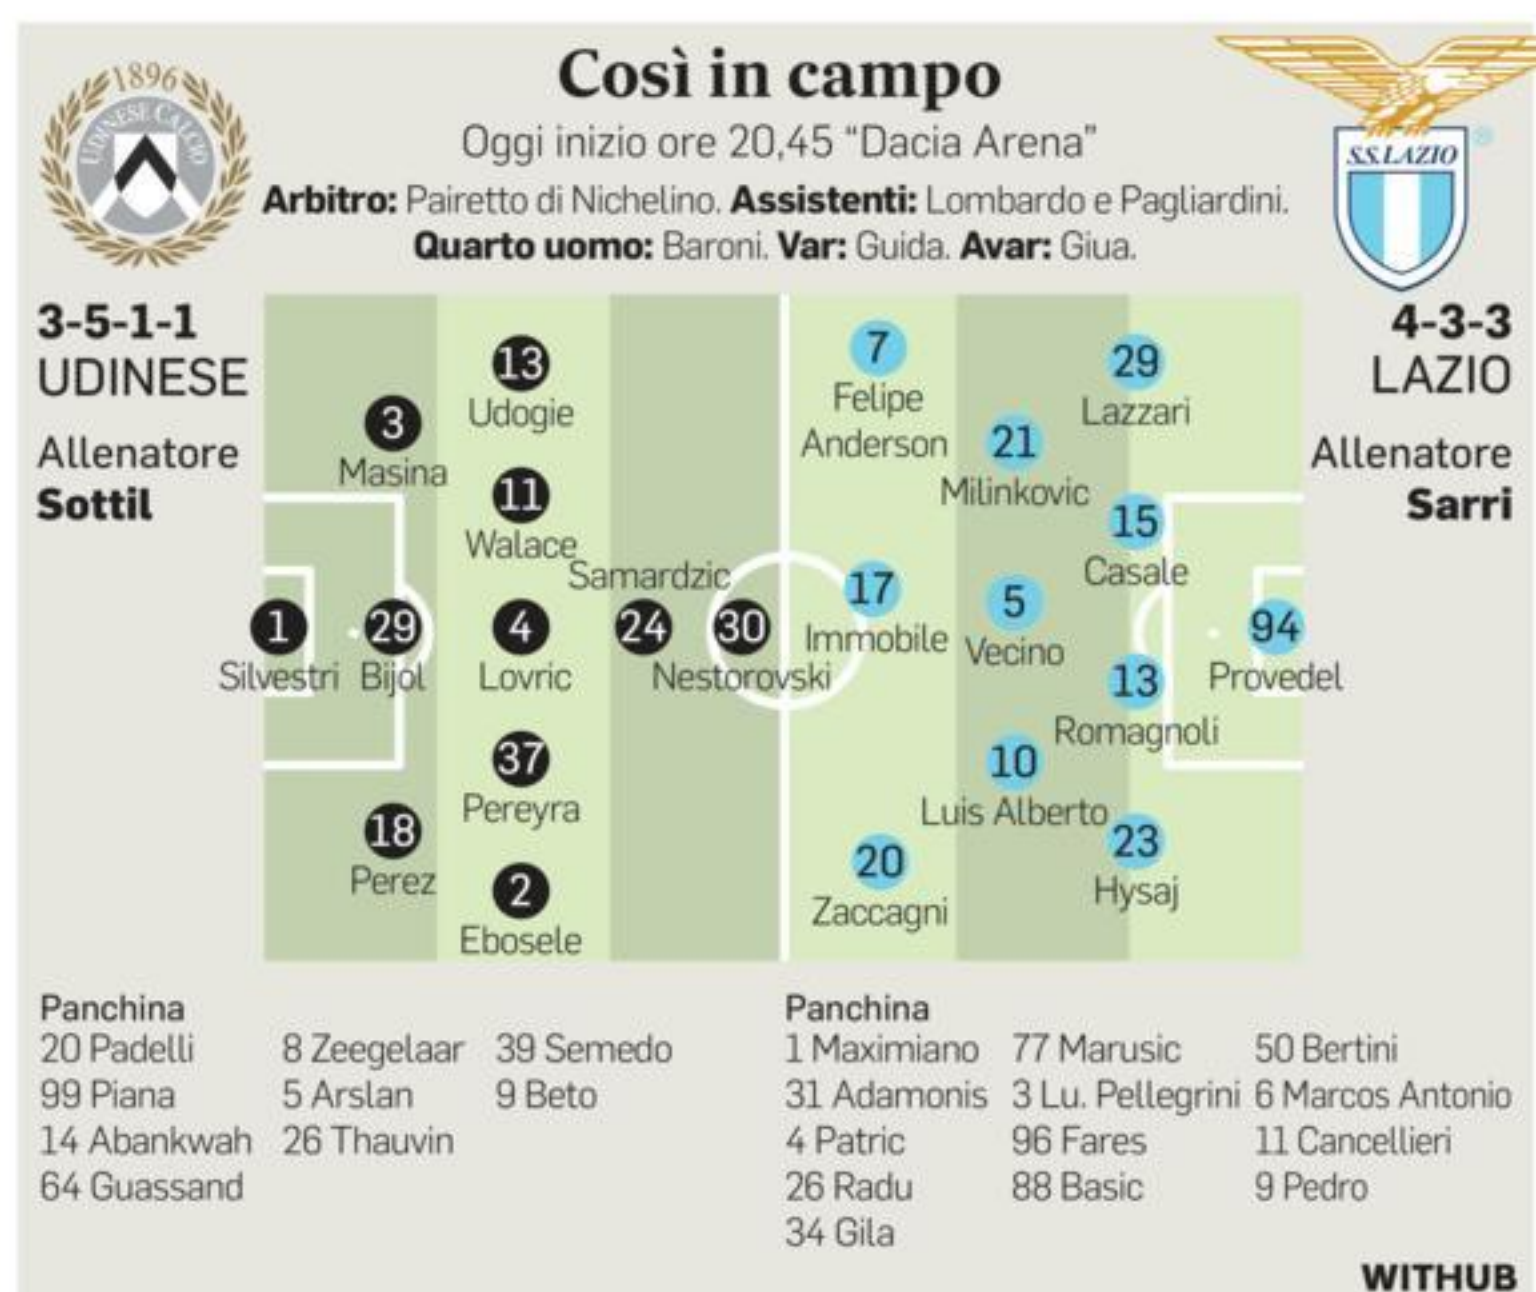 Così in campo
Oggi inizio ore 20,45 “Dacia Arena”
Arbitro: Pairetto di Nichelino. Assistenti: Lombardo e Pagliardini.
Quarto uomo: Baroni. Var: Guida. Avar: Giua.
1896
UDINESE CALCIO
S.S. LAZIO
®
3-5-1-1
UDINESE
Allenatore
Sottil
4-3-3
LAZIO
Allenatore
Sarri
1
Silvestri
3
Masina
29
Bijol
18
Perez
13
Udogie
11
Walace
4
Lovric
37
Pereyra
2
Ebosele
Samardzic
24
30
Nestorovski
7
Felipe
Anderson
17
Immobile
20
Zaccagni
21
Milinkovic
5
Vecino
10
Luis Alberto
29
Lazzari
15
Casale
13
Romagnoli
23
Hysaj
94
Provedel
Panchina
20 Padelli
99 Piana
14 Abankwah
64 Guassand
8 Zeegelaar
5 Arslan
26 Thauvin
39 Semedo
9 Beto
Panchina
1 Maximiano
31 Adamonis
4 Patric
26 Radu
34 Gila
77 Marusic
3 Lu. Pellegrini
96 Fares
88 Basic
50 Bertini
6 Marcos Antonio
11 Cancellieri
9 Pedro
WITHUB